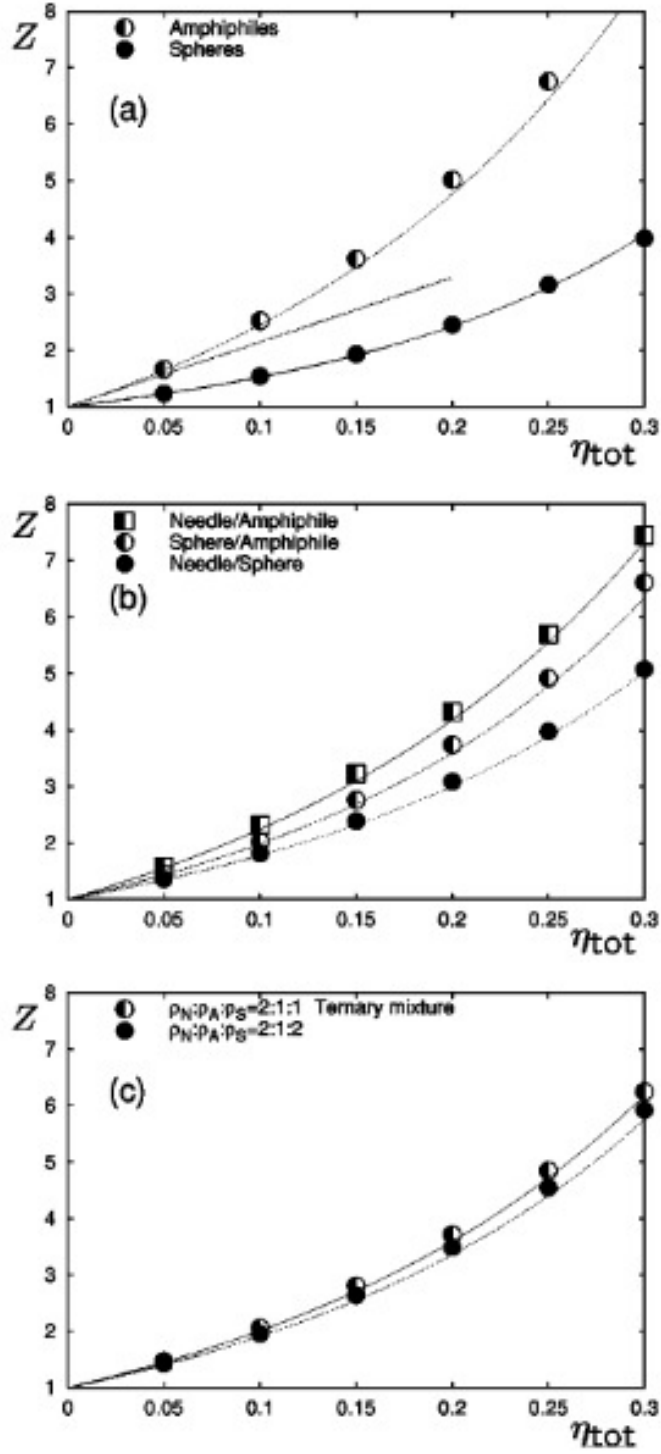 8
Z
Amphiphiles
Spheres
7
(a)
6
5
4
3
2
1
0 0.05 0.1 0.15 0.2 0.25 0.3
ηtot
8
Z
Needle/Amphiphile
Sphere/Amphiphile
Needle/Sphere
7
(b)
6
5
4
3
2
1
0 0.05 0.1 0.15 0.2 0.25 0.3
ηtot
8
Z
ρN:ρA:ρS=2:1:1 Ternary mixture
ρN:ρA:ρS=2:1:2
7
(c)
6
5
4
3
2
1
0 0.05 0.1 0.15 0.2 0.25 0.3
ηtot